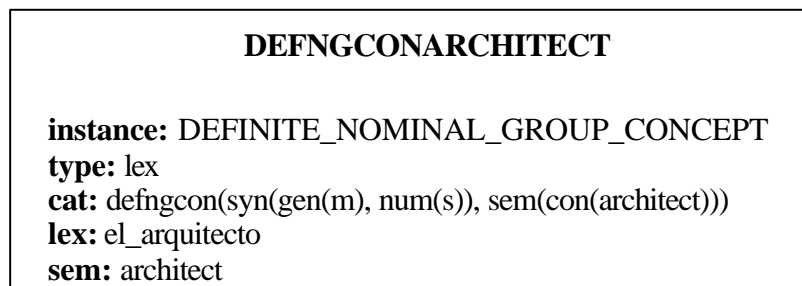 DEFNGCONARCHITECT
instance: DEFINITE_NOMINAL_GROUP_CONCEPT
type: lex
cat: defngcon(syn(gen(m), num(s)), sem(con(architect)))
lex: el_arquitecto
sem: architect